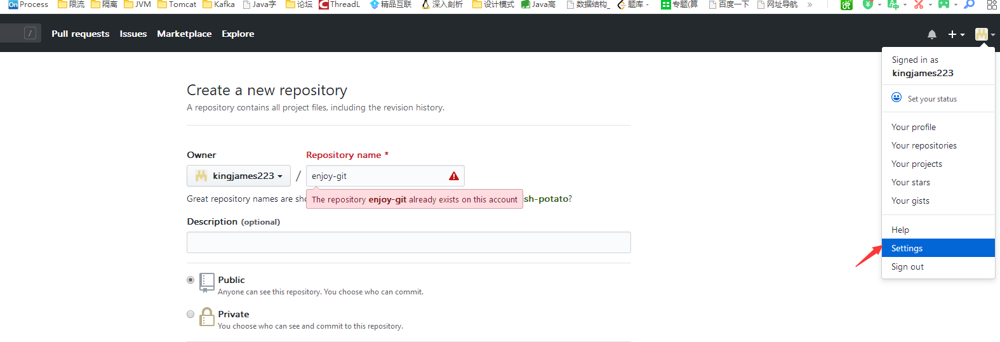 On Process 限流 隔离 JVM Tomcat Kafka Java字 论坛 ThreadL 精品互联 深入剖析 设计模式 Java高 数据结构_ 题库 - 专题(算 百度一下 网址导航 »
/ Pull requests Issues Marketplace Explore
Signed in as
kingjames223
Set your status
Your profile
Your repositories
Your projects
Your stars
Your gists
Help
Settings
Sign out
Create a new repository
A repository contains all project files, including the revision history.
Owner Repository name *
kingjames223 / enjoy-git
The repository enjoy-git already exists on this account
Great repository names are sh sh-potato?
Description (optional)
Public
Anyone can see this repository. You choose who can commit.
Private
You choose who can see and commit to this repository.